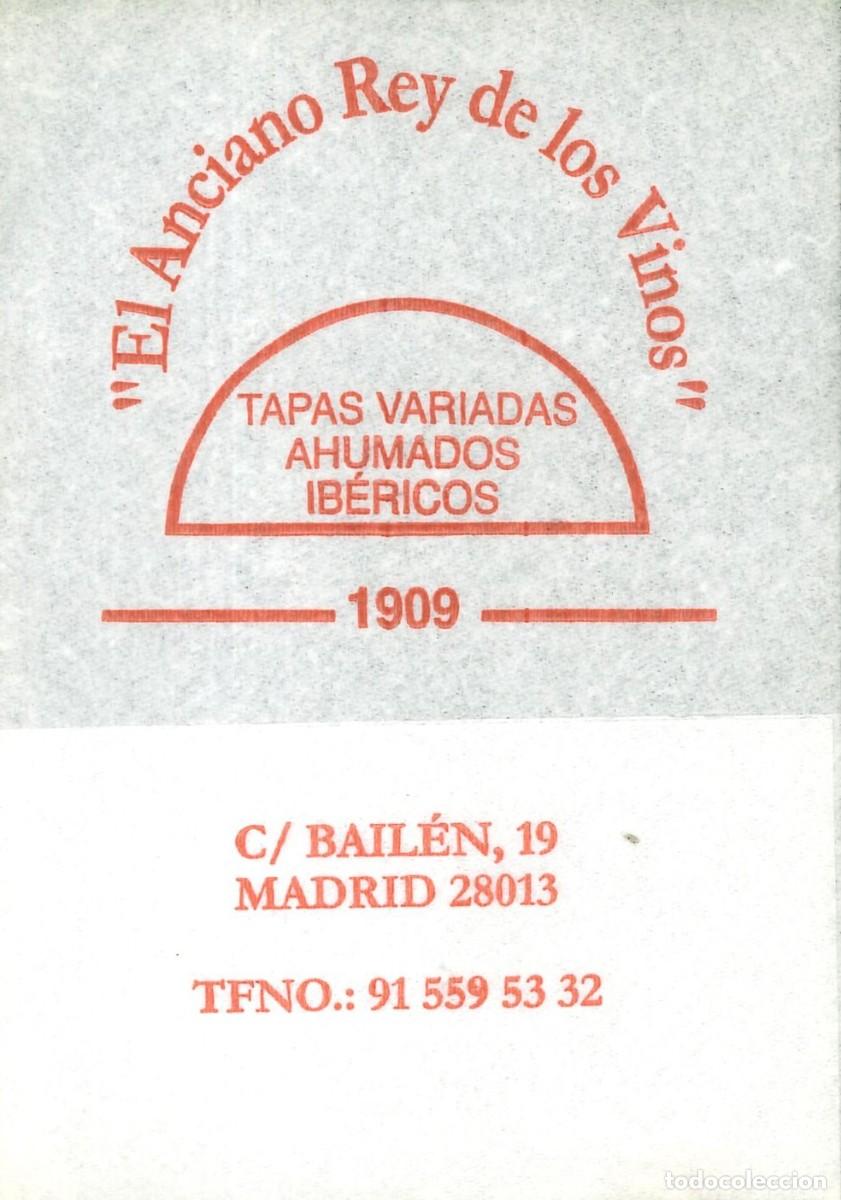 "El Anciano Rey de los Vinos"
TAPAS VARIADAS
AHUMADOS
IBÉRICOS
1909
C/ BAILÉN, 19
MADRID 28013
TFNO.: 91 559 53 32
todocoleccion